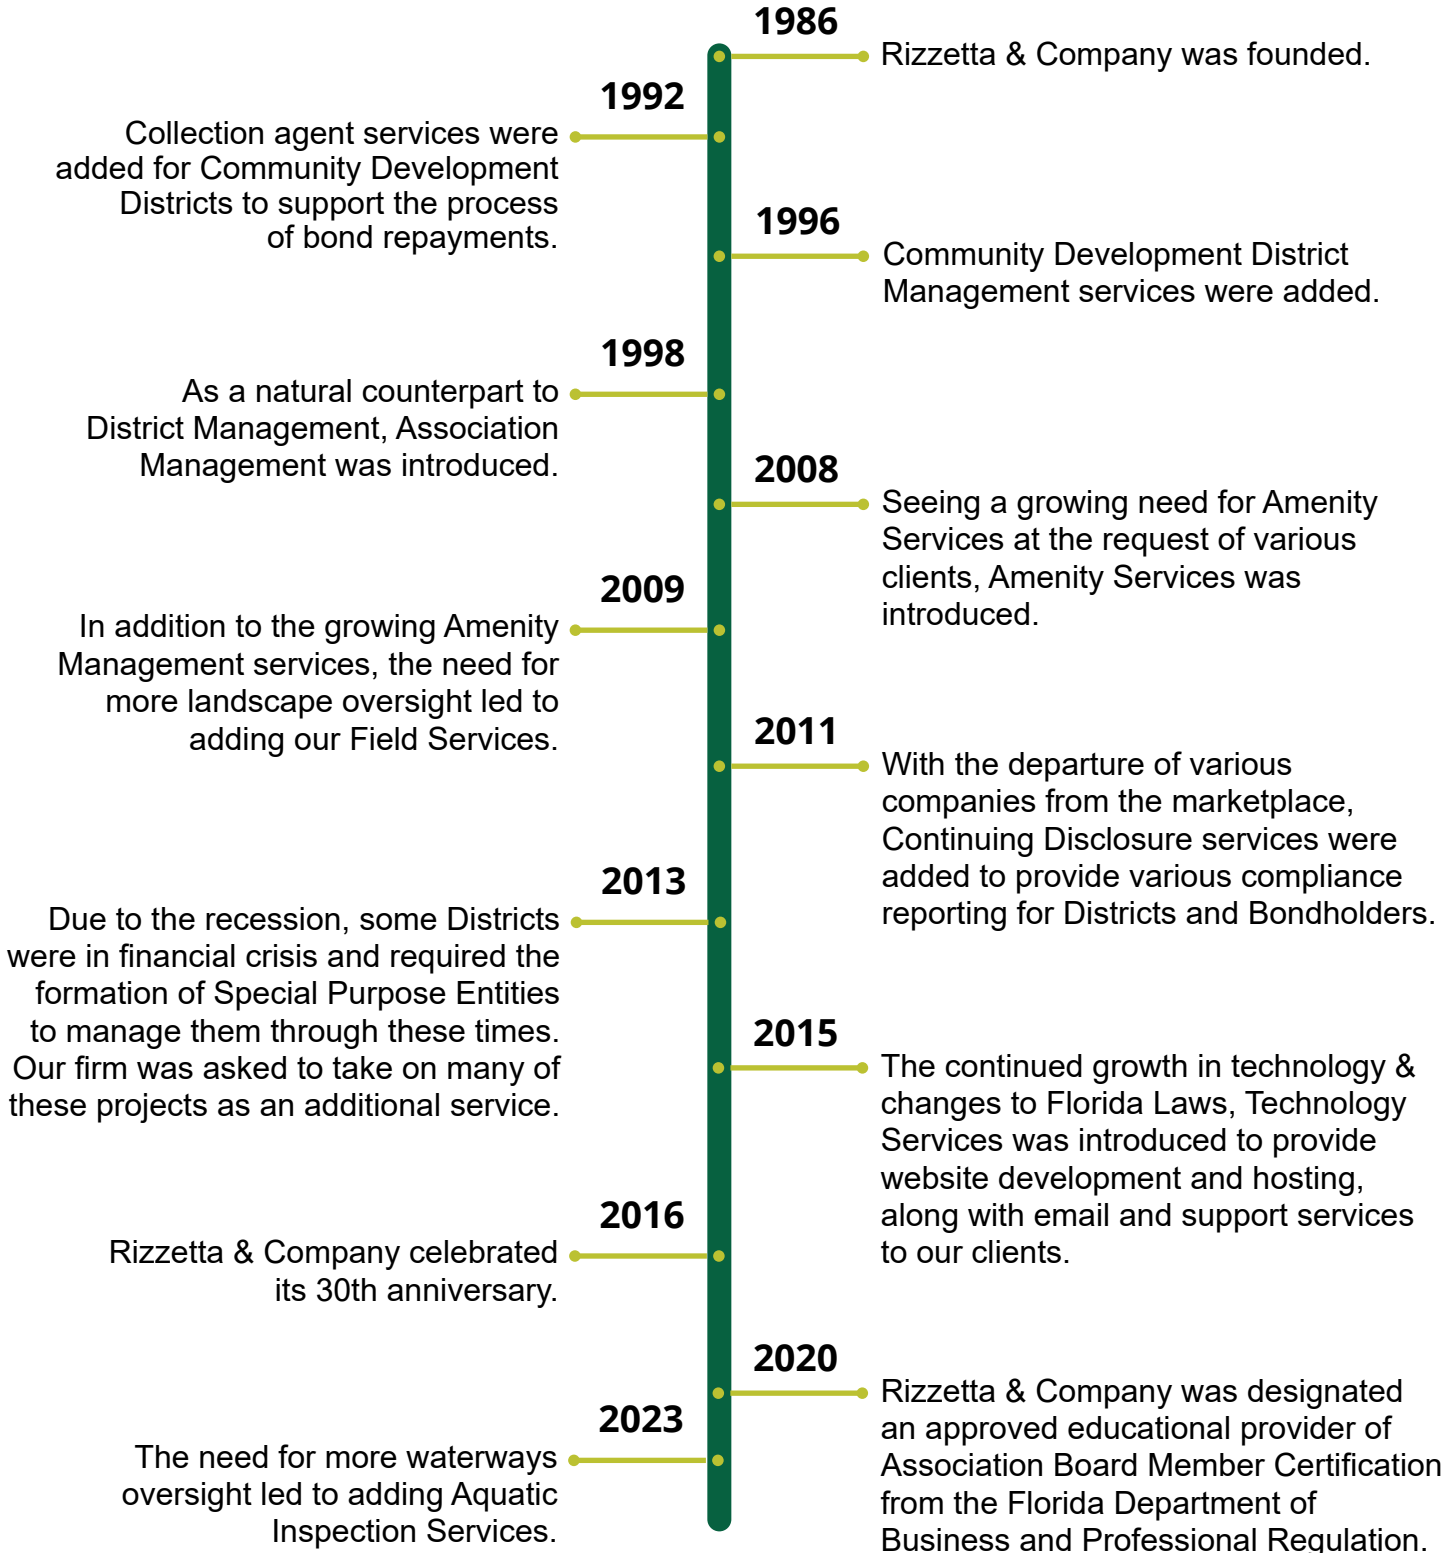 1986
Rizzetta & Company was founded.
1992
Collection agent services were
added for Community Development
Districts to support the process
of bond repayments.
1996
Community Development District
Management services were added.
1998
As a natural counterpart to
District Management, Association
Management was introduced.
2008
Seeing a growing need for Amenity
Services at the request of various
clients, Amenity Services was
introduced.
2009
In addition to the growing Amenity
Management services, the need for
more landscape oversight led to
adding our Field Services.
2011
With the departure of various
companies from the marketplace,
Continuing Disclosure services were
added to provide various compliance
reporting for Districts and Bondholders.
2013
Due to the recession, some Districts
were in financial crisis and required the
formation of Special Purpose Entities
to manage them through these times.
Our firm was asked to take on many of
these projects as an additional service.
2015
The continued growth in technology &
changes to Florida Laws, Technology
Services was introduced to provide
website development and hosting,
along with email and support services
to our clients.
2016
Rizzetta & Company celebrated
its 30th anniversary.
2020
Rizzetta & Company was designated
an approved educational provider of
Association Board Member Certification
from the Florida Department of
Business and Professional Regulation.
2023
The need for more waterways
oversight led to adding Aquatic
Inspection Services.